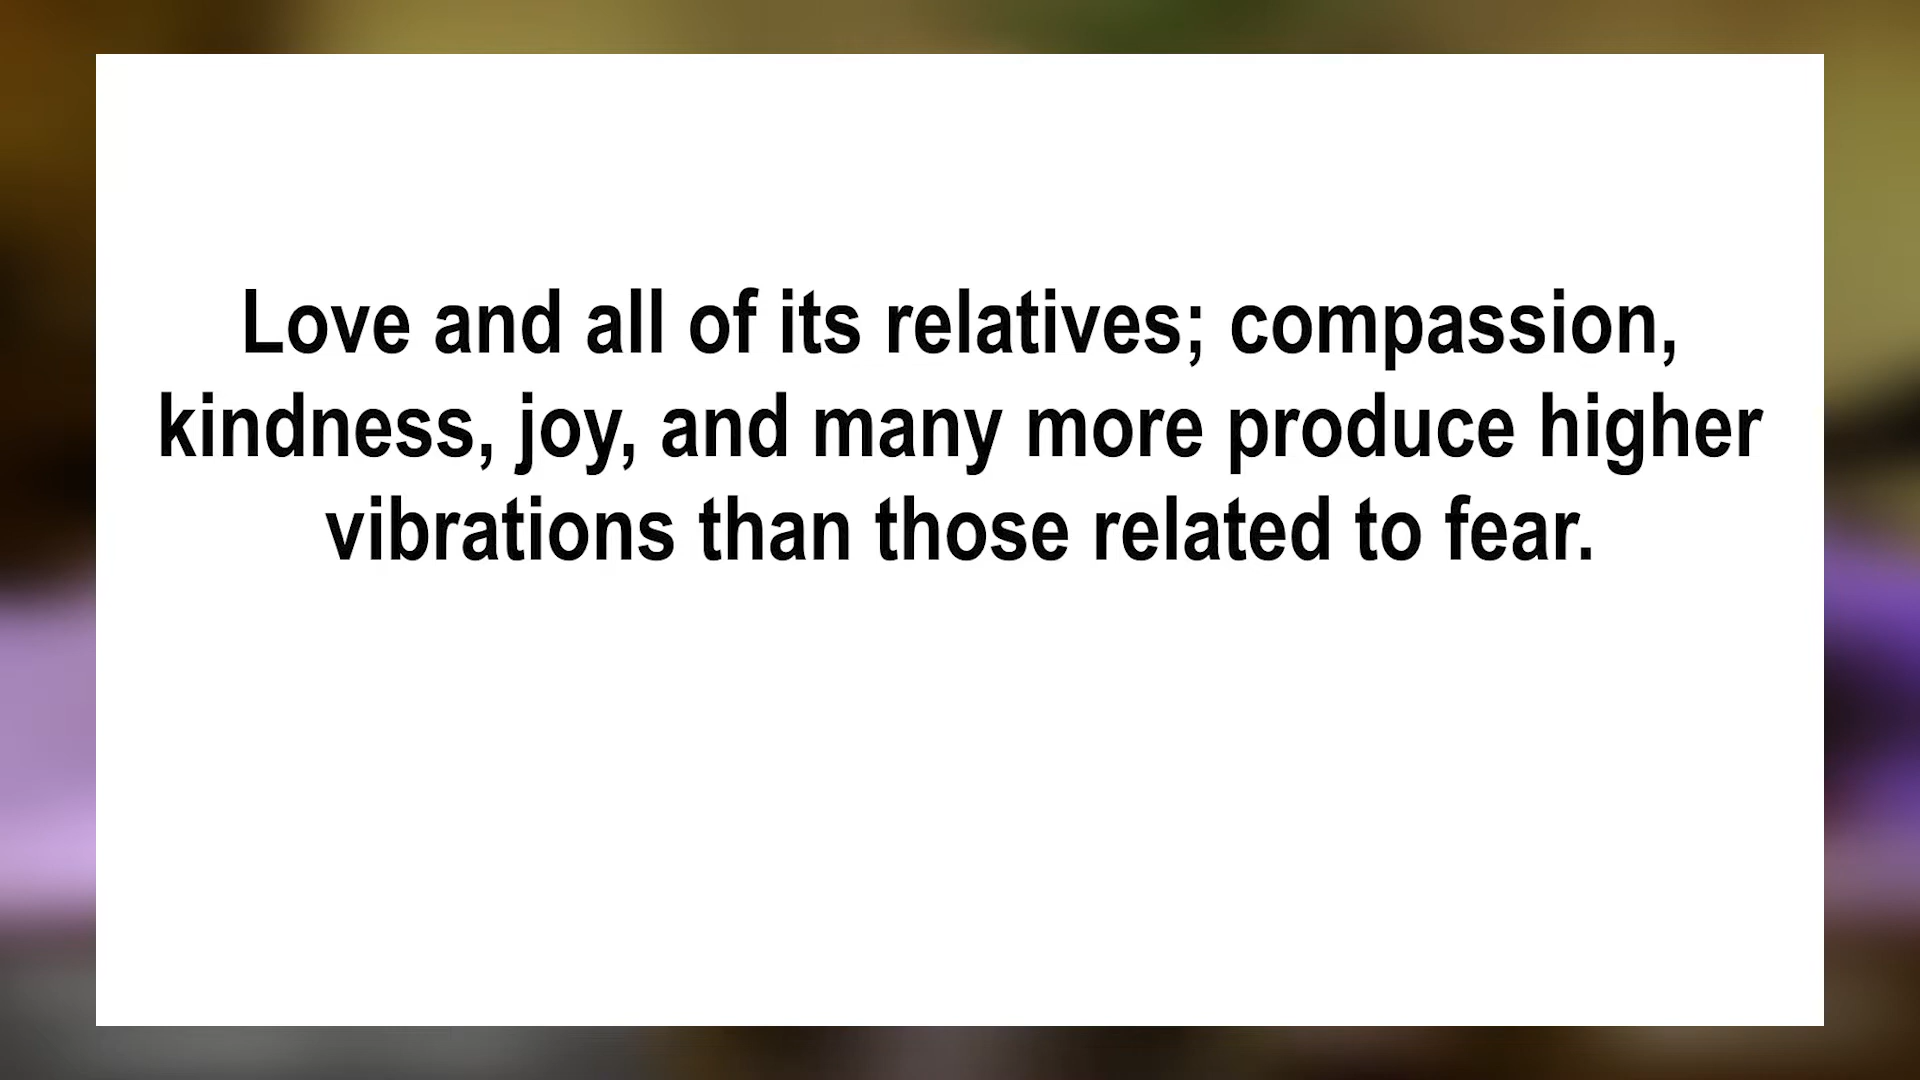 Love and all of its relatives; compassion,
kindness, joy, and many more produce higher
vibrations than those related to fear.